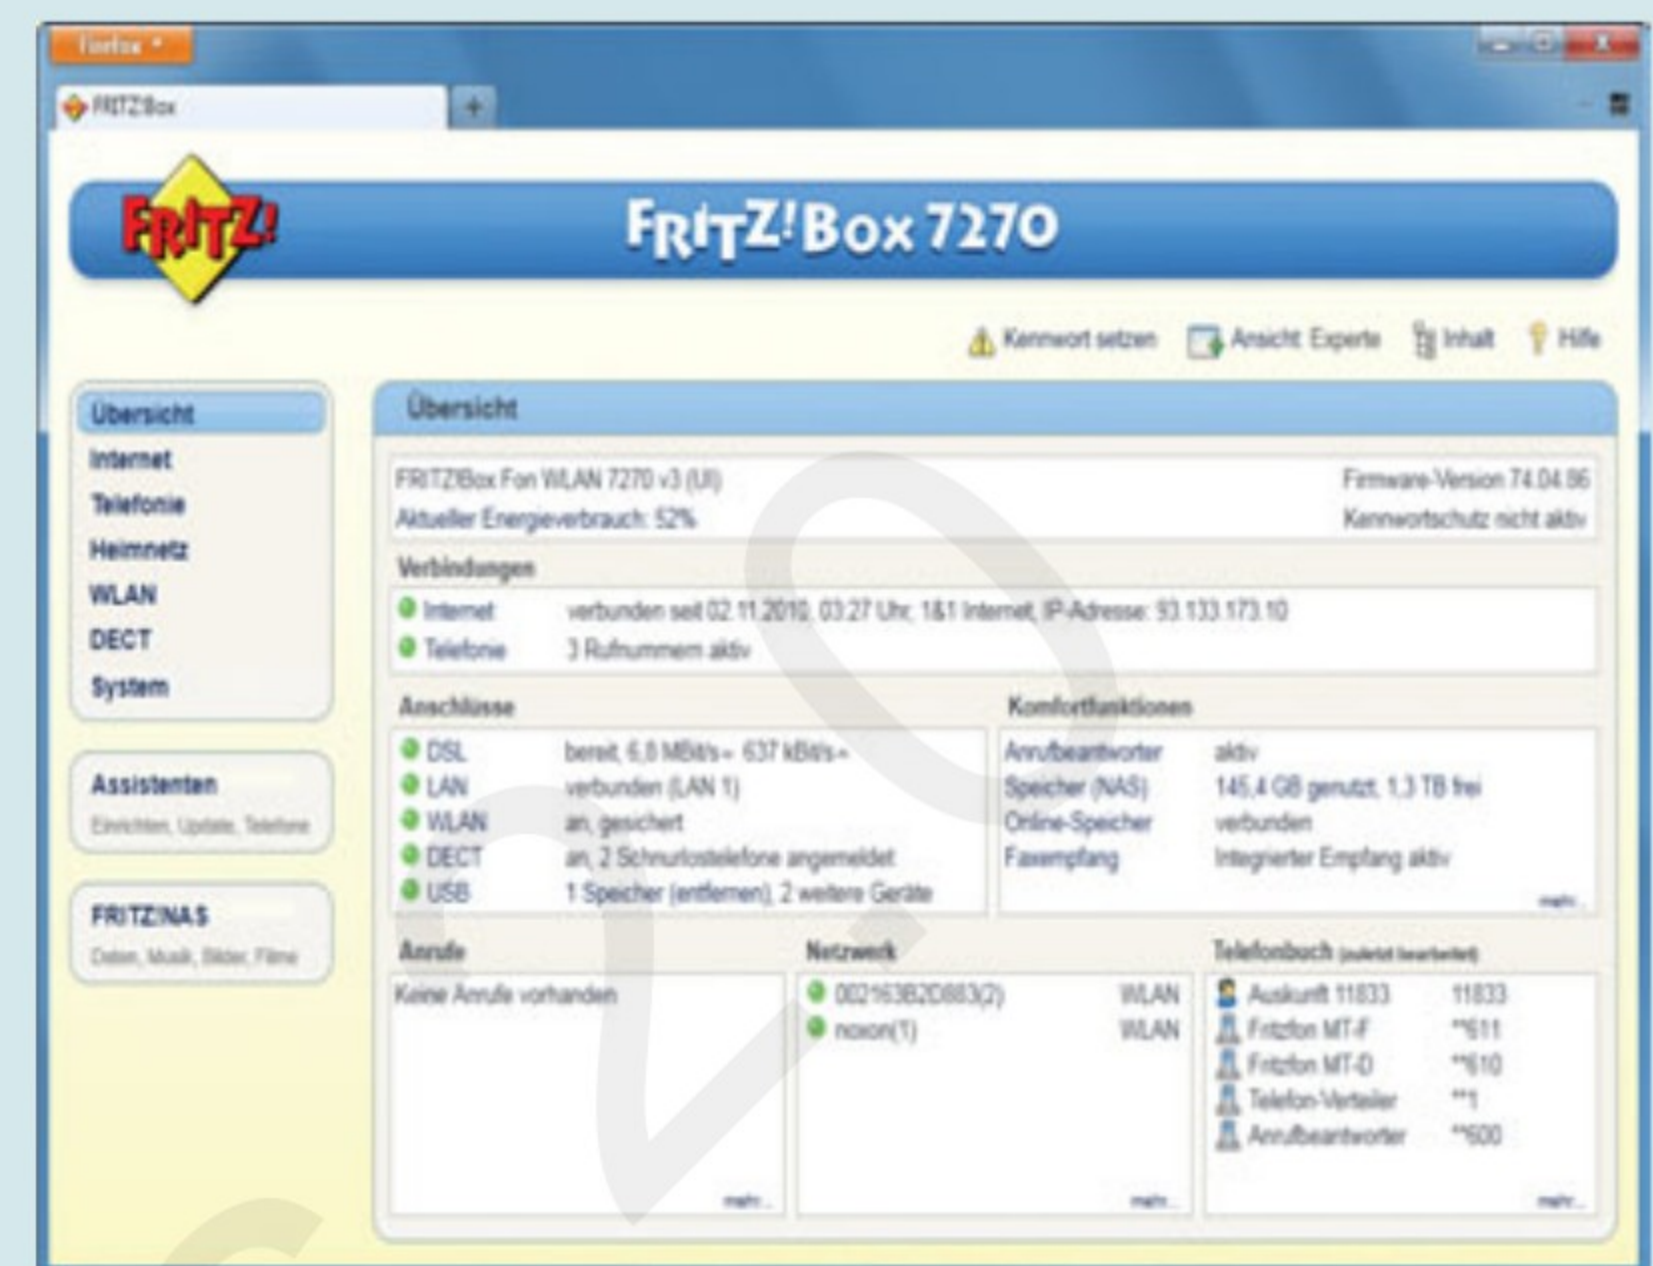 Firefox
FRITZ!Box
FRITZ!
FRITZ!Box 7270
Kennwort setzen Ansicht: Experte Inhalt Hilfe
Übersicht
Internet
Telefonie
Heimnetz
WLAN
DECT
System
Assistenten
Einrichten, Update, Telefone
FRITZ!NAS
Daten, Musik, Bilder, Filme
Übersicht
FRITZ!Box Fon WLAN 7270 v3 (UI) Firmware-Version 74.04.86
Aktueller Energieverbrauch: 52% Kennwortschutz nicht aktiv
Verbindungen
Internet verbunden seit 02.11.2010, 03:27 Uhr, 1&1 Internet, IP-Adresse: 93.133.173.10
Telefonie 3 Rufnummern aktiv
Anschlüsse
DSL bereit, 6,8 MBit/s 637 kBit/s
LAN verbunden (LAN 1)
WLAN an, gesichert
DECT an, 2 Schnurlostelefone angemeldet
USB 1 Speicher (entfernen), 2 weitere Geräte
Komfortfunktionen
Anrufbeantworter aktiv
Speicher (NAS) 145,4 GB genutzt, 1,3 TB frei
Online-Speicher verbunden
Faxempfang Integrierter Empfang aktiv
mehr...
Anrufe
Keine Anrufe vorhanden
mehr...
Netzwerk
002163B2D883(2) WLAN
noxon(1) WLAN
mehr...
Telefonbuch (zuletzt bearbeitet)
Auskunft 11833 11833
Fritzfon MT-F **611
Fritzfon MT-D **610
Telefon-Verteiler **1
Anrufbeantworter **600
mehr...
2.0